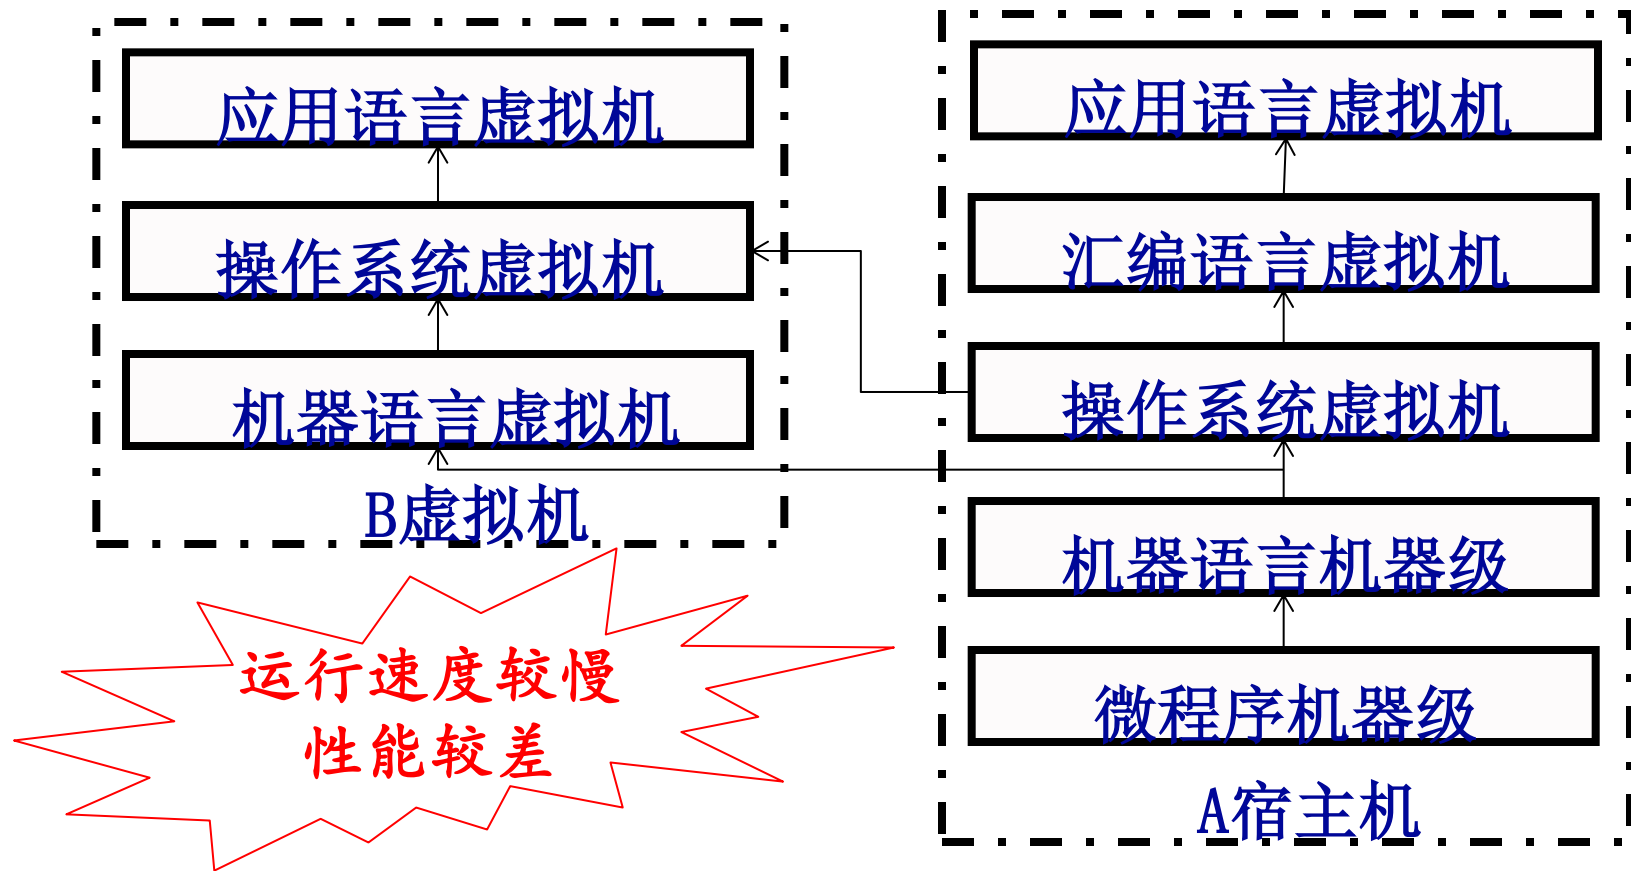 应用语言虚拟机
操作系统虚拟机
机器语言虚拟机
B虚拟机
运行速度较慢
性能较差
应用语言虚拟机
汇编语言虚拟机
操作系统虚拟机
机器语言机器级
微程序机器级
A宿主机